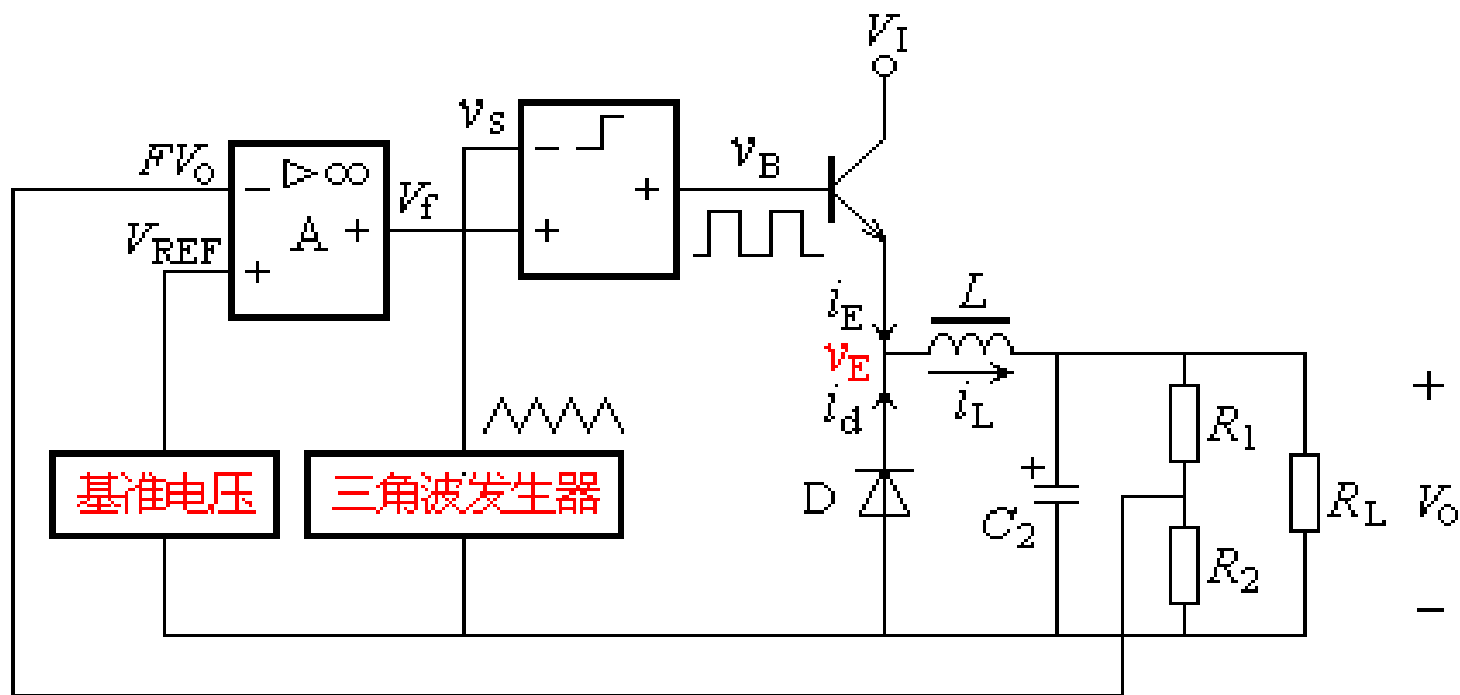 V_I
v_S
FV_O
V_REF
▷∞
A
−
+
+
V_f
−
+
+
v_B
i_E
v_E
i_d
L
i_L
D
+
C_2
R_1
R_2
R_L
+
V_O
−
基准电压
三角波发生器